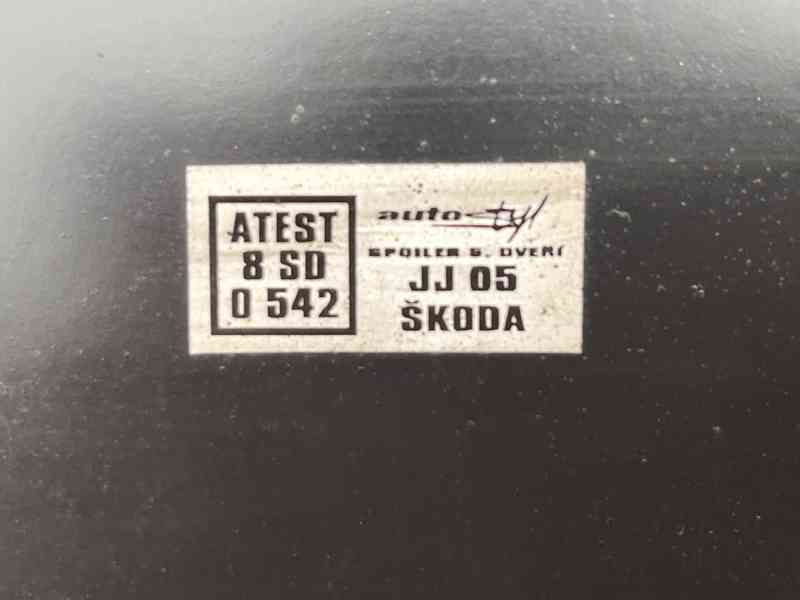 ATEST
8 SD
0 542
auto styl
SPOILER 5. DVEŘÍ
JJ 05
ŠKODA